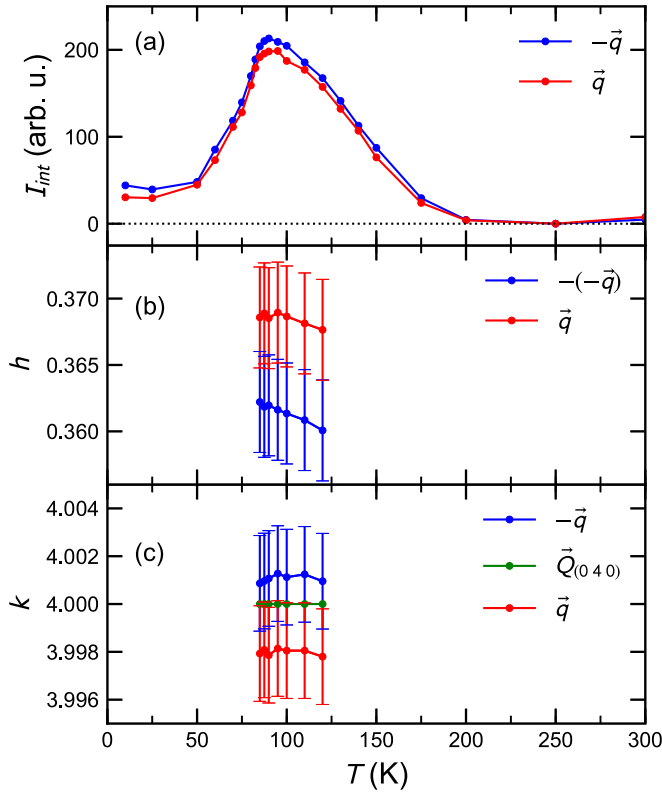 (a)
−q⃗
q⃗
I_int (arb. u.)
200
100
0
(b)
−(−q⃗)
q⃗
h
0.370
0.365
0.360
(c)
−q⃗
Q⃗(0 4 0)
q⃗
k
4.004
4.002
4.000
3.998
3.996
0 50 100 150 200 250 300
T (K)